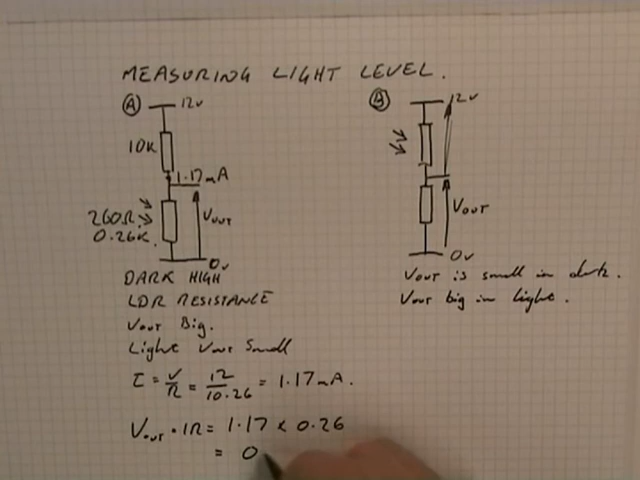 MEASURING LIGHT LEVEL.
A
12v
10K
1.17mA
260Ω
0.26K.
VOUT
0v
DARK HIGH
LDR RESISTANCE
VOUT Big.
Light VOUT Small
I = V/R = 12/10.26 = 1.17mA.
VOUT · IR = 1.17 × 0.26
= 0
B
12v
VOUT
0v
VOUT is small in dark.
VOUT big in light.